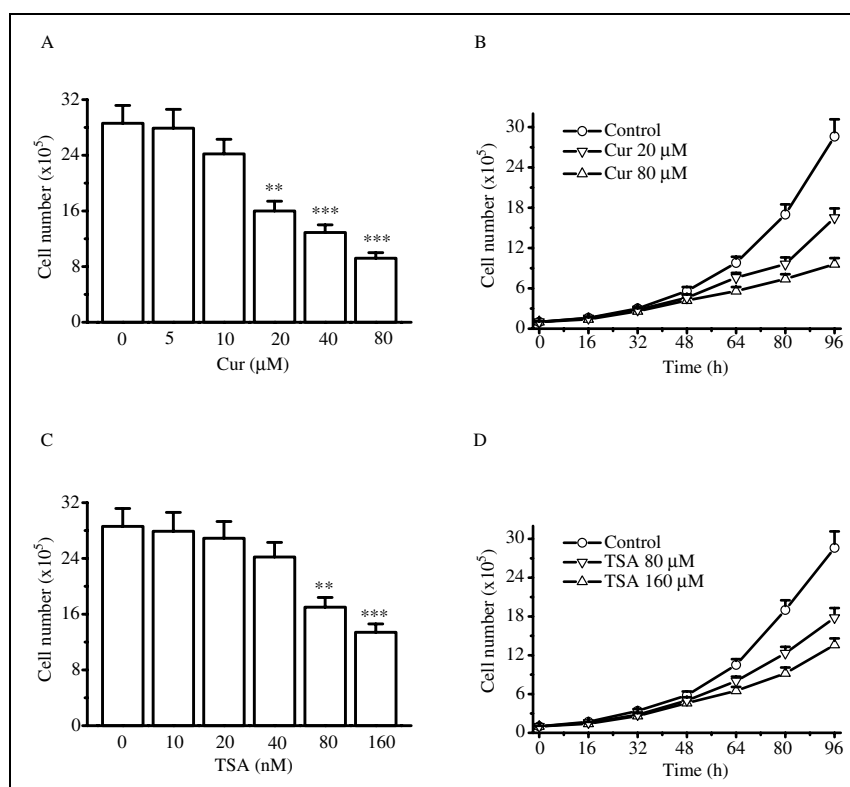 A
32
24
16
8
0
Cell number (x10⁵)
**
***
***
0 5 10 20 40 80
Cur (μM)
B
30
24
18
12
6
0
Cell number (x10⁵)
Control
Cur 20 μM
Cur 80 μM
0 16 32 48 64 80 96
Time (h)
C
32
24
16
8
0
Cell number (x10⁵)
**
***
0 10 20 40 80 160
TSA (nM)
D
30
24
18
12
6
0
Cell number (x10⁵)
Control
TSA 80 μM
TSA 160 μM
0 16 32 48 64 80 96
Time (h)